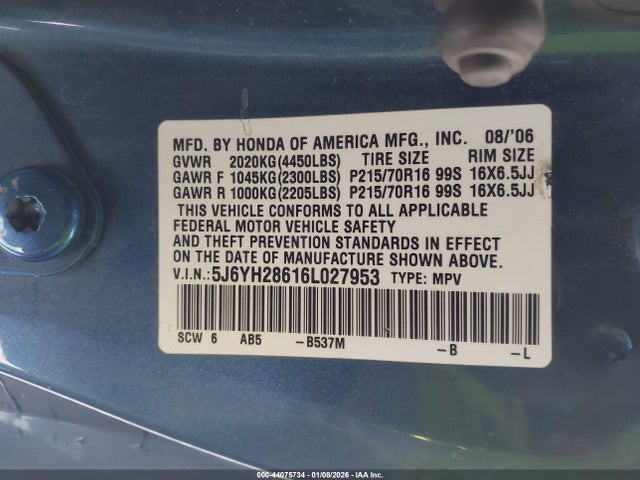 MFD. BY HONDA OF AMERICA MFG., INC. 08/'06
GVWR 2020KG(4450LBS) TIRE SIZE RIM SIZE
GAWR F 1045KG(2300LBS) P215/70R16 99S 16X6.5JJ
GAWR R 1000KG(2205LBS) P215/70R16 99S 16X6.5JJ
THIS VEHICLE CONFORMS TO ALL APPLICABLE
FEDERAL MOTOR VEHICLE SAFETY
AND THEFT PREVENTION STANDARDS IN EFFECT
ON THE DATE OF MANUFACTURE SHOWN ABOVE.
V.I.N.:5J6YH28616L027953 TYPE: MPV
SCW 6 AB5 -B537M -B -L
000-44075734 - 01/08/2026 - IAA Inc.